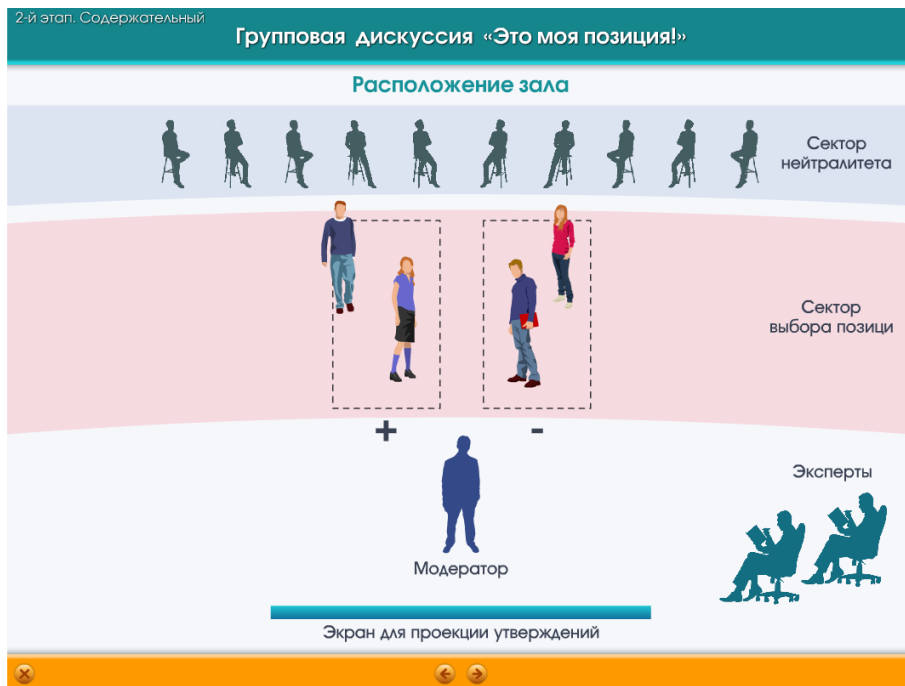 2-й этап. Содержательный
Групповая дискуссия «Это моя позиция!»
Расположение зала
Сектор
нейтралитета
Сектор
выбора позици
+ -
Эксперты
Модератор
Экран для проекции утверждений